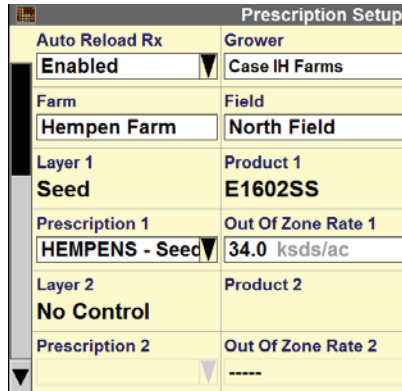 Prescription Setup
Auto Reload Rx Grower
Enabled Case IH Farms
Farm Field
Hempen Farm North Field
Layer 1 Product 1
Seed E1602SS
Prescription 1 Out Of Zone Rate 1
HEMPENS - Seed 34.0 ksds/ac
Layer 2 Product 2
No Control
Prescription 2 Out Of Zone Rate 2
-----